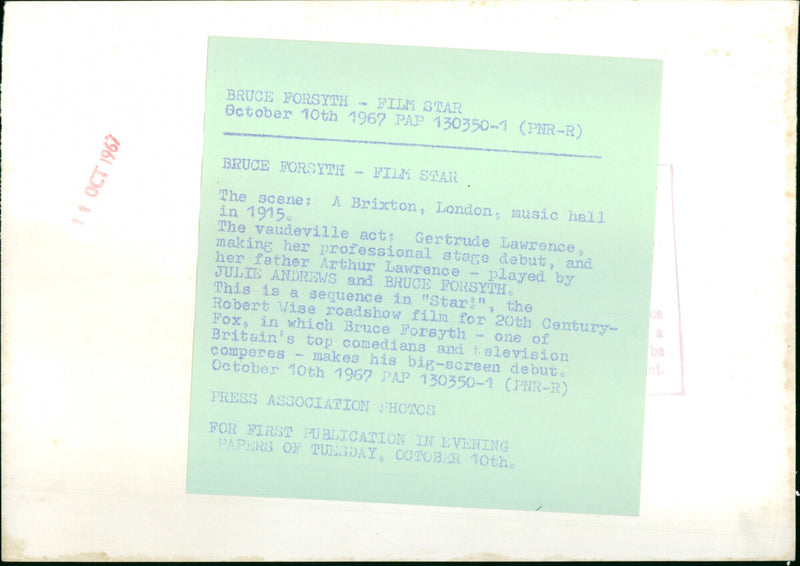 BRUCE FORSYTH - FILM STAR
October 10th 1967 PAP 130350-1 (PNR-R)
BRUCE FORSYTH - FILM STAR
The scene: A Brixton, London, music hall
in 1915.
The vaudeville act: Gertrude Lawrence,
making her professional stage debut, and
her father Arthur Lawrence - played by
JULIE ANDREWS and BRUCE FORSYTH.
This is a sequence in "Star!", the
Robert Wise roadshow film for 20th Century-
Fox, in which Bruce Forsyth - one of
Britain's top comedians and television
comperes - makes his big-screen debut.
October 10th 1967 PAP 130350-1 (PNR-R)
PRESS ASSOCIATION PHOTOS
FOR FIRST PUBLICATION IN EVENING
PAPERS OF TUESDAY, OCTOBER 10th.
11 OCT 1967
a